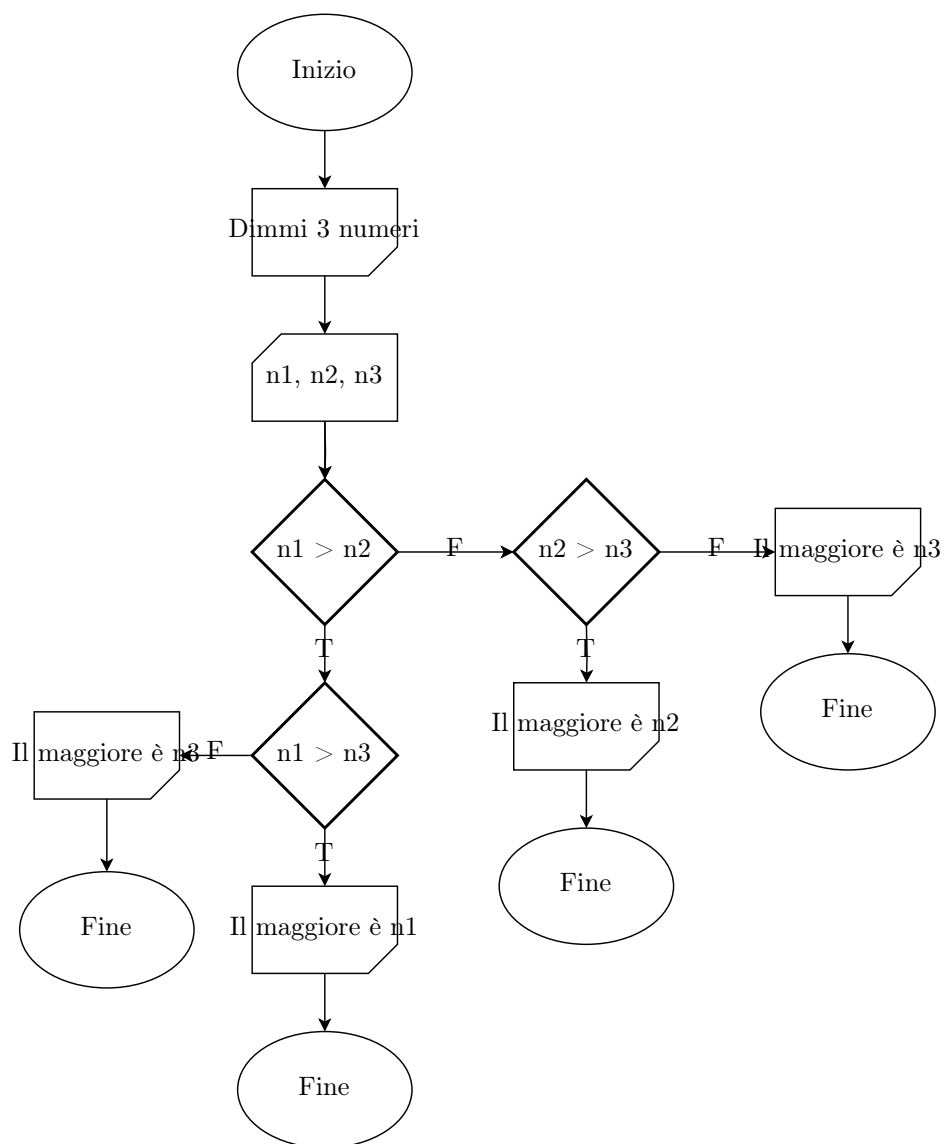 Inizio
Dimmi 3 numeri
n1, n2, n3
n1 > n2
F
n2 > n3
F
Il maggiore è n3
T
T
Il maggiore è n3
F
n1 > n3
Il maggiore è n2
Fine
T
Fine
Fine
Il maggiore è n1
Fine